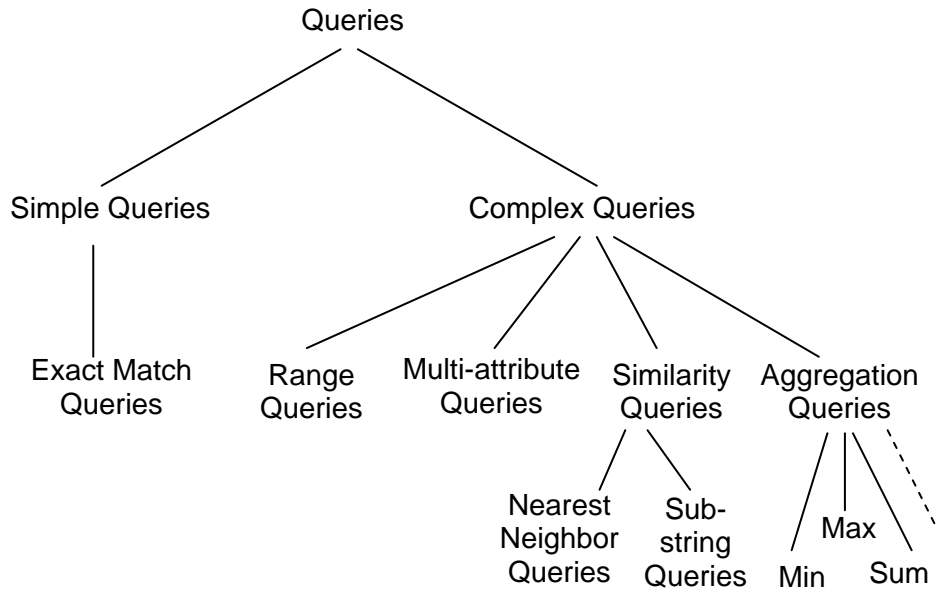 Queries
Simple Queries
Complex Queries
Exact Match
Queries
Range
Queries
Multi-attribute
Queries
Similarity
Queries
Aggregation
Queries
Nearest
Neighbor
Queries
Sub-
string
Queries
Min
Max
Sum